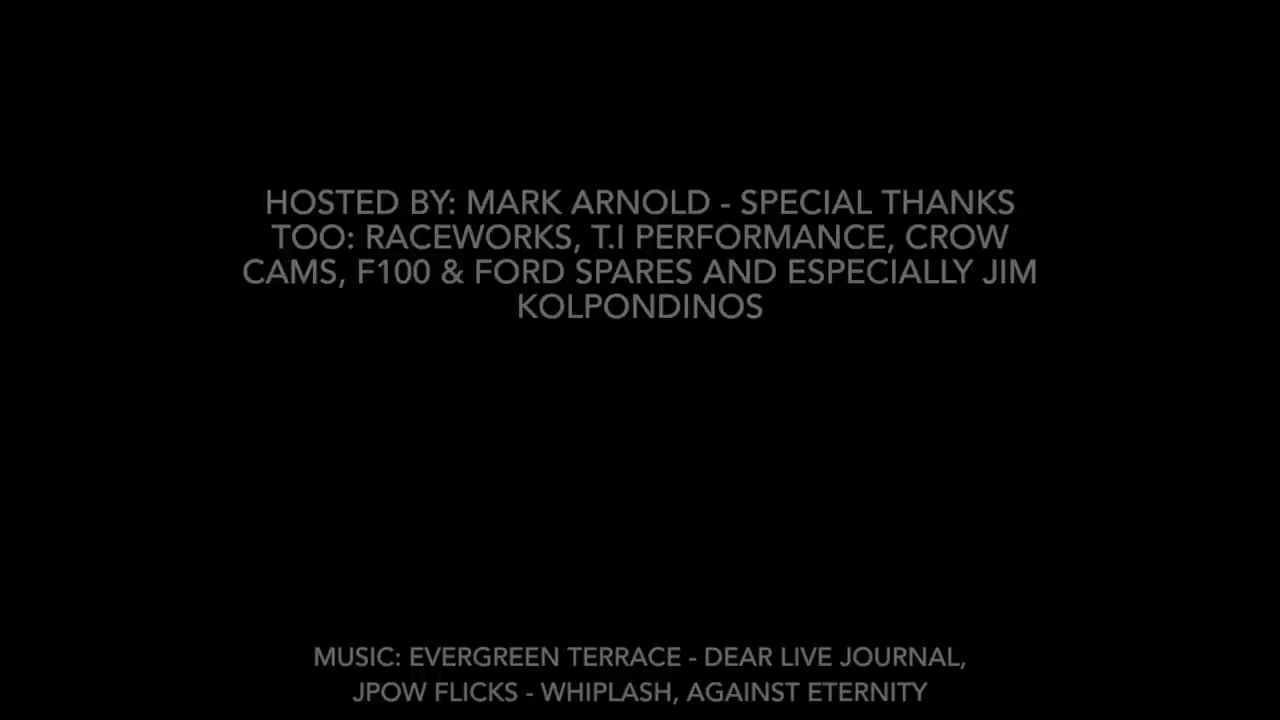 HOSTED BY: MARK ARNOLD - SPECIAL THANKS
TOO: RACEWORKS, T.I PERFORMANCE, CROW
CAMS, F100 & FORD SPARES AND ESPECIALLY JIM
KOLPONDINOS
MUSIC: EVERGREEN TERRACE - DEAR LIVE JOURNAL,
JPOW FLICKS - WHIPLASH, AGAINST ETERNITY